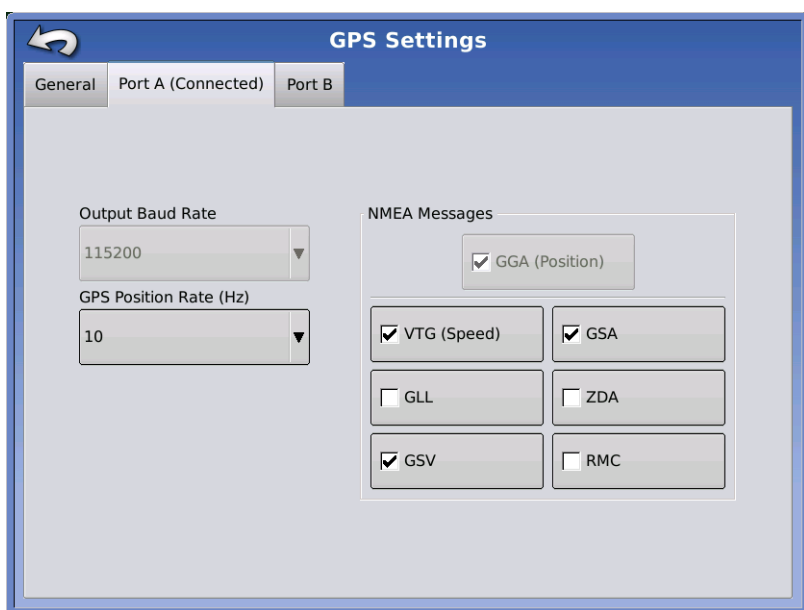 GPS Settings
General
Port A (Connected)
Port B
Output Baud Rate
115200
GPS Position Rate (Hz)
10
NMEA Messages
GGA (Position)
VTG (Speed)
GSA
GLL
ZDA
GSV
RMC